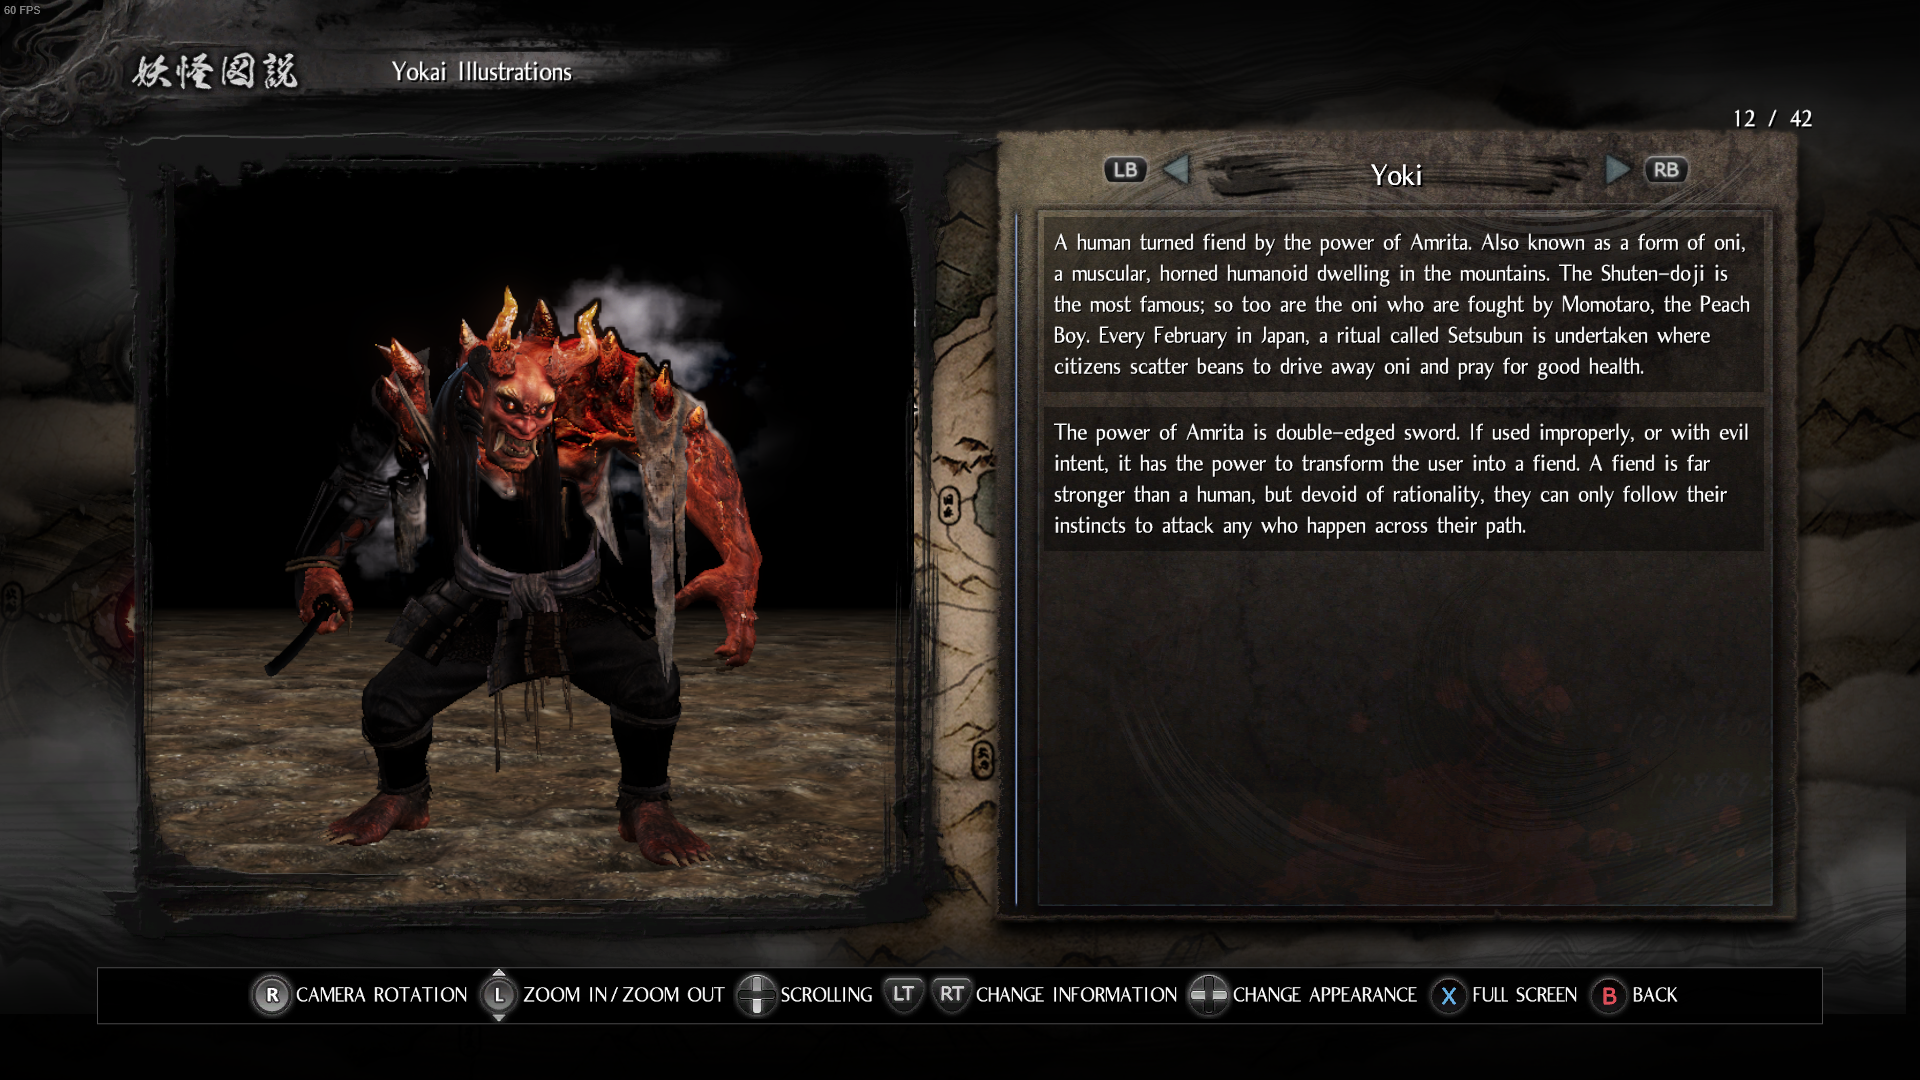 60 FPS
妖怪図説
Yokai Illustrations
12 / 42
LB
Yoki
RB
A human turned fiend by the power of Amrita. Also known as a form of oni,
a muscular, horned humanoid dwelling in the mountains. The Shuten-doji is
the most famous; so too are the oni who are fought by Momotaro, the Peach
Boy. Every February in Japan, a ritual called Setsubun is undertaken where
citizens scatter beans to drive away oni and pray for good health.
The power of Amrita is double-edged sword. If used improperly, or with evil
intent, it has the power to transform the user into a fiend. A fiend is far
stronger than a human, but devoid of rationality, they can only follow their
instincts to attack any who happen across their path.
R CAMERA ROTATION L ZOOM IN/ZOOM OUT SCROLLING LT RT CHANGE INFORMATION CHANGE APPEARANCE X FULL SCREEN B BACK